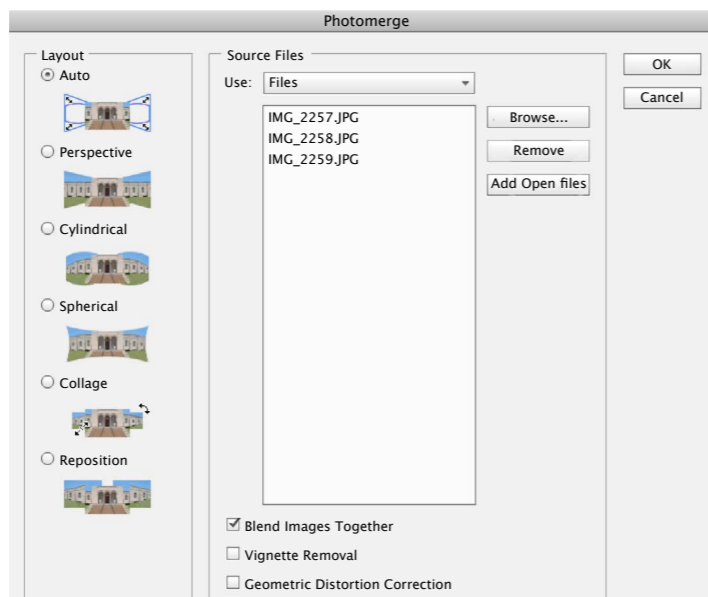 Photomerge
Layout
Auto
Perspective
Cylindrical
Spherical
Collage
Reposition
Source Files
Use: Files
IMG_2257.JPG
IMG_2258.JPG
IMG_2259.JPG
Browse...
Remove
Add Open files
Blend Images Together
Vignette Removal
Geometric Distortion Correction
OK
Cancel